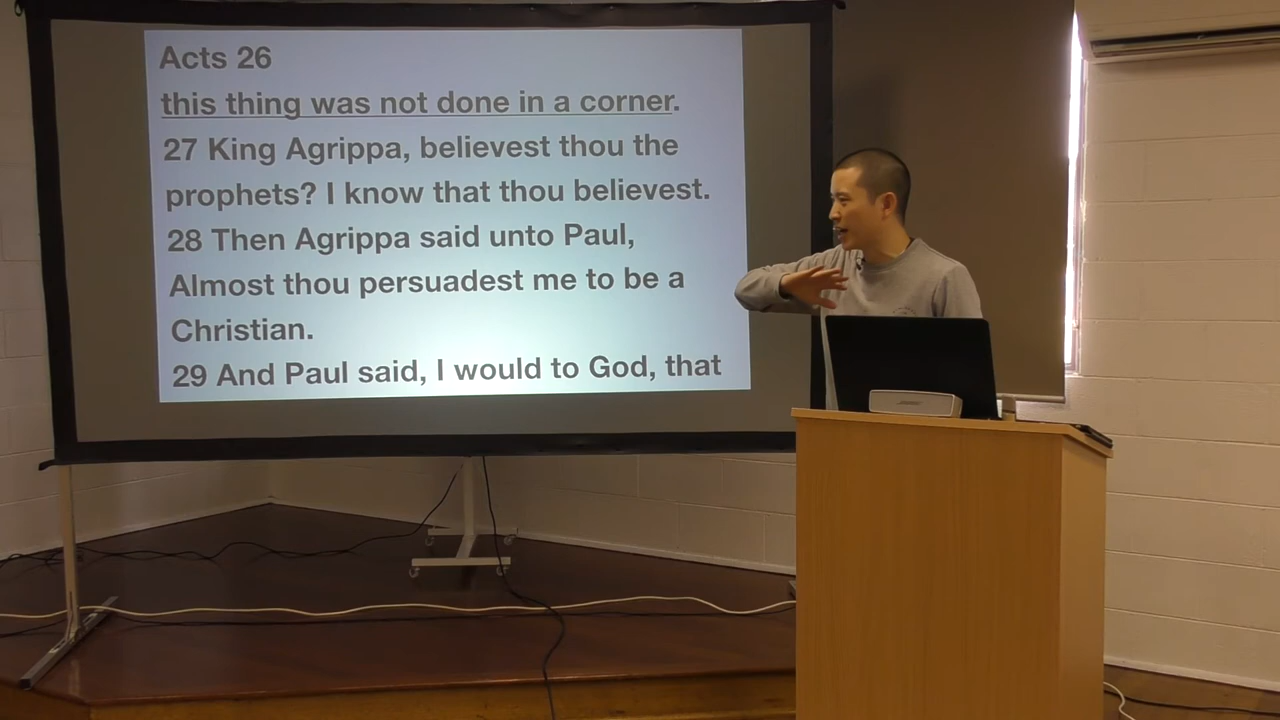 Acts 26
this thing was not done in a corner.
27 King Agrippa, believest thou the
prophets? I know that thou believest.
28 Then Agrippa said unto Paul,
Almost thou persuadest me to be a
Christian.
29 And Paul said, I would to God, that
BOSE